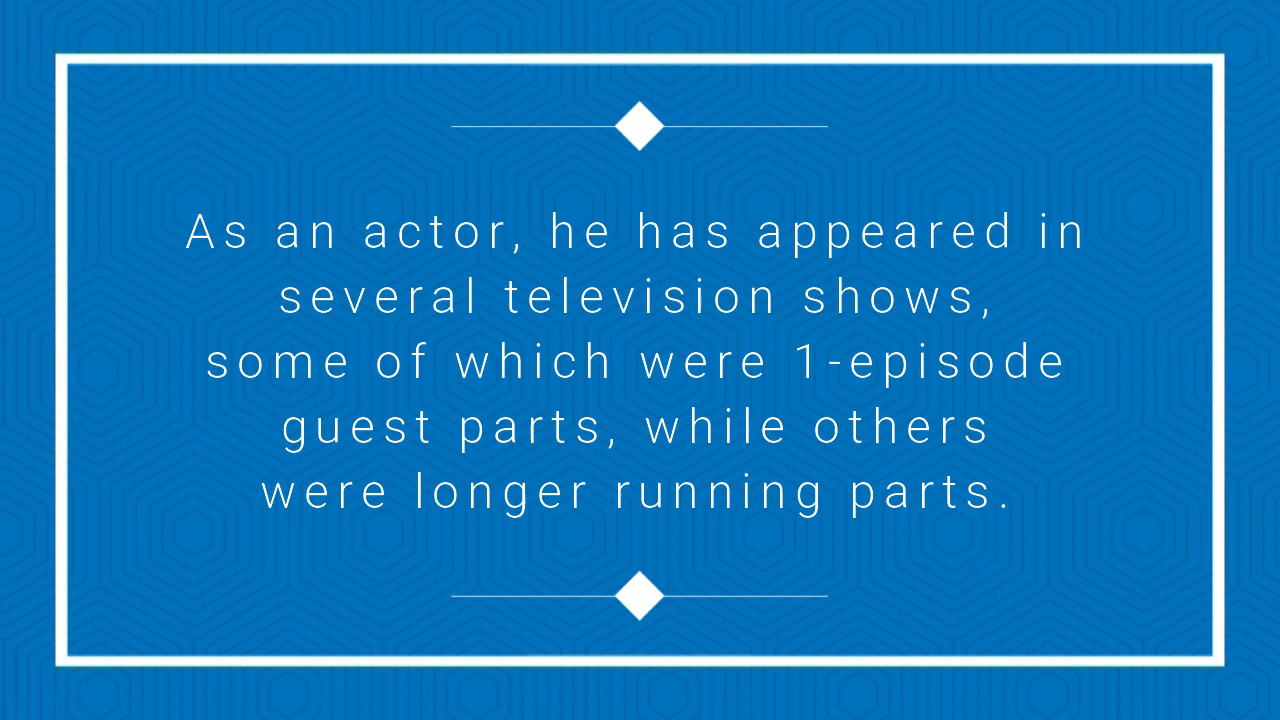 As an actor, he has appeared in
several television shows,
some of which were 1-episode
guest parts, while others
were longer running parts.